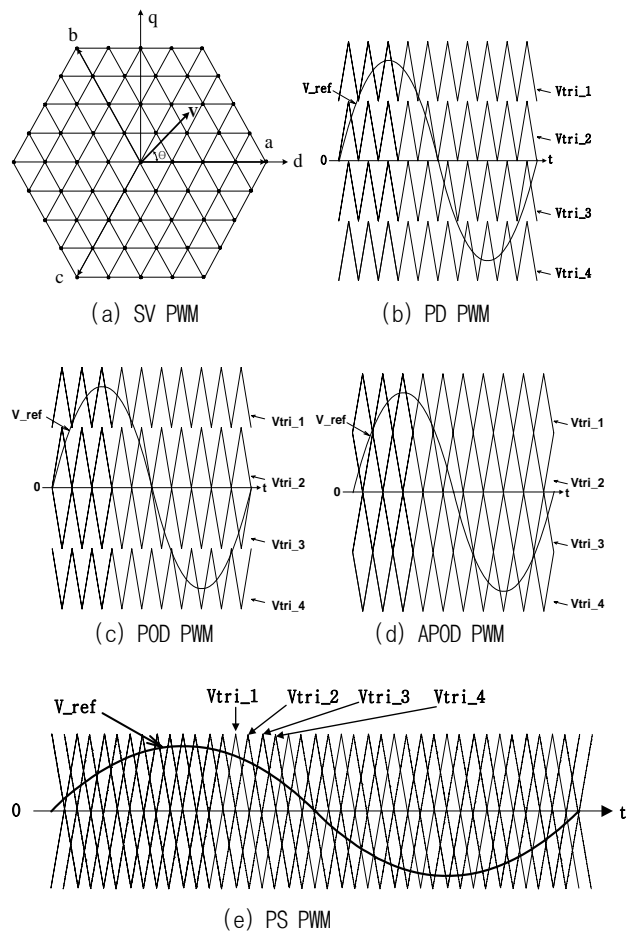 q
b
V
Θ
a
d
c
(a) SV PWM
V_ref
0
t
Vtri_1
Vtri_2
Vtri_3
Vtri_4
(b) PD PWM
V_ref
0
t
Vtri_1
Vtri_2
Vtri_3
Vtri_4
(c) POD PWM
V_ref
0
t
Vtri_1
Vtri_2
Vtri_3
Vtri_4
(d) APOD PWM
V_ref
Vtri_1
Vtri_2
Vtri_3
Vtri_4
0
t
(e) PS PWM